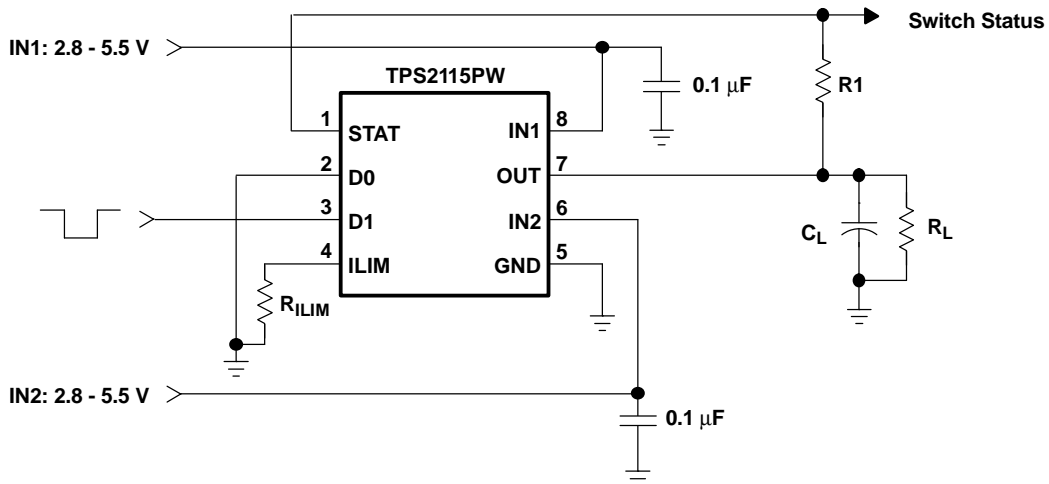 Switch Status
IN1: 2.8 - 5.5 V
TPS2115PW
0.1 μF
R1
1
STAT
IN1
8
2
D0
OUT
7
3
D1
IN2
6
4
ILIM
GND
5
CL
RL
RILIM
IN2: 2.8 - 5.5 V
0.1 μF